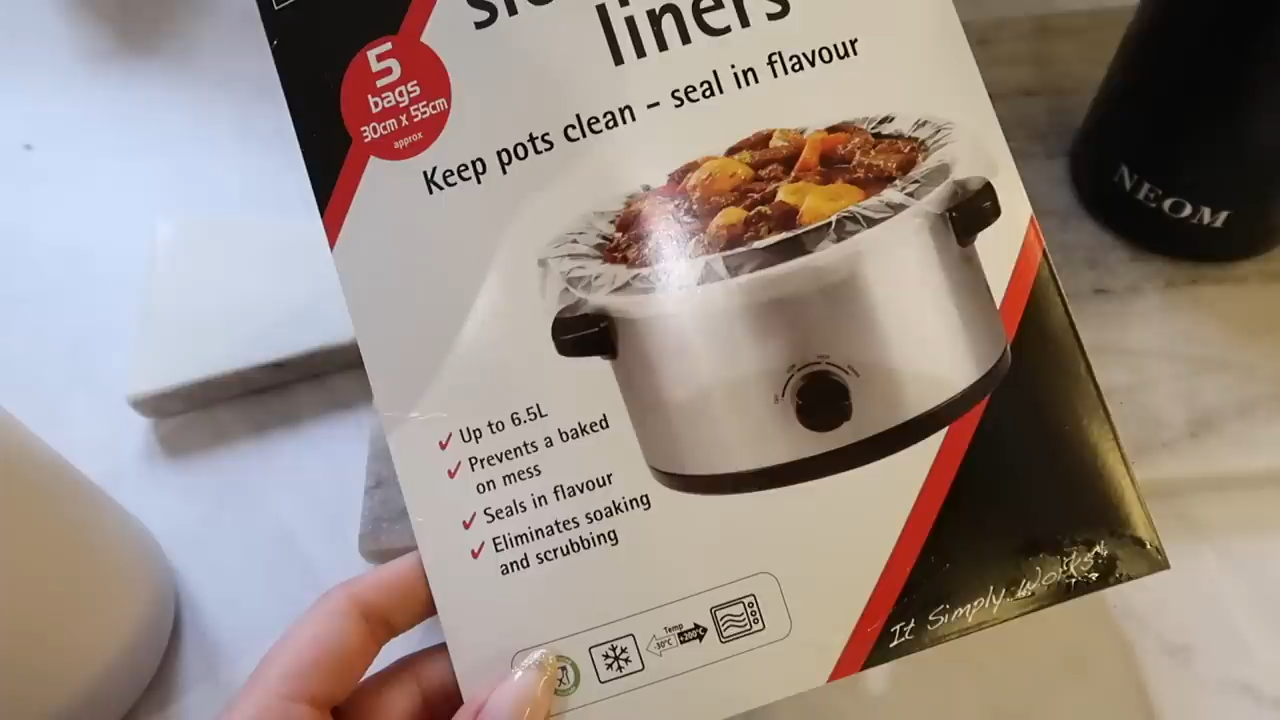 liners
Keep pots clean – seal in flavour
5
bags
30cm x 55cm
approx
NEOM
✓ Up to 6.5L
✓ Prevents a baked
on mess
✓ Seals in flavour
✓ Eliminates soaking
and scrubbing
Temp
-30°C +200°C
It Simply Works